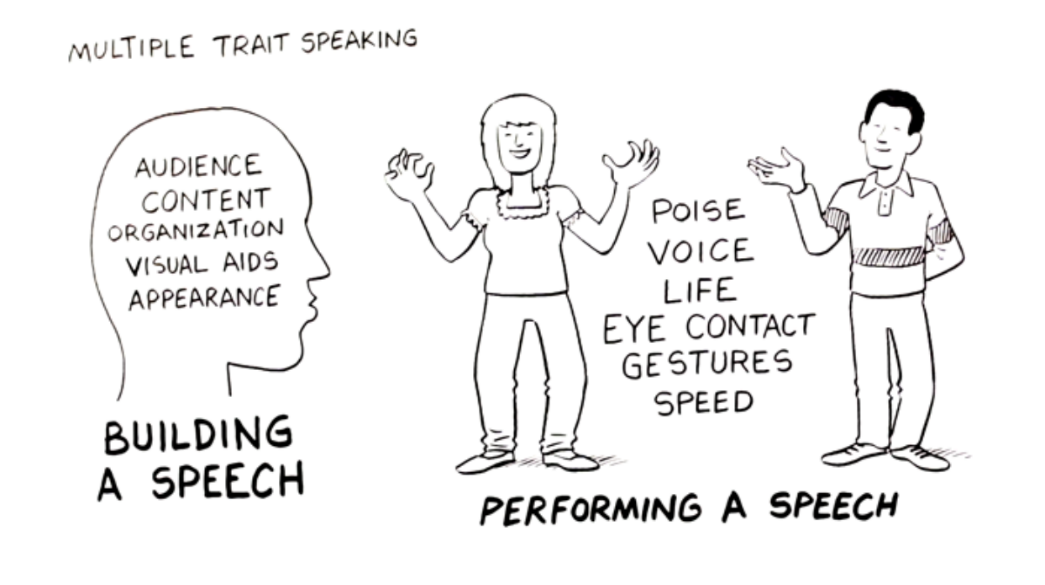 MULTIPLE TRAIT SPEAKING
AUDIENCE
CONTENT
ORGANIZATION
VISUAL AIDS
APPEARANCE
BUILDING
A SPEECH
POISE
VOICE
LIFE
EYE CONTACT
GESTURES
SPEED
PERFORMING A SPEECH